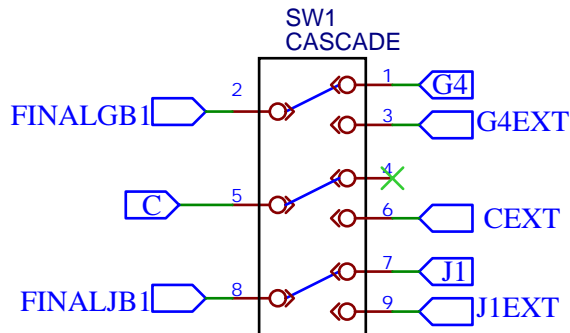 SW1
CASCADE
2
1
G4
FINALGB1
3
G4EXT
4
C
5
6
CEXT
7
J1
FINALJB1
8
9
J1EXT